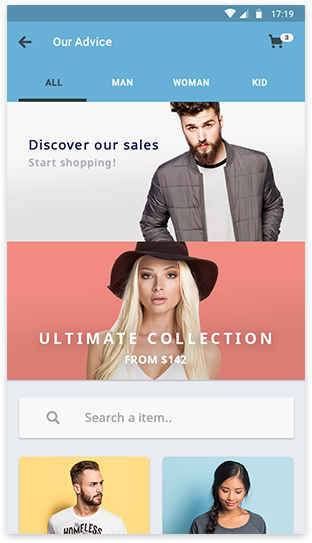 17:19
Our Advice
3
ALL MAN WOMAN KID
Discover our sales
Start shopping!
ULTIMATE COLLECTION
FROM $142
Search a item..
HOMELESS